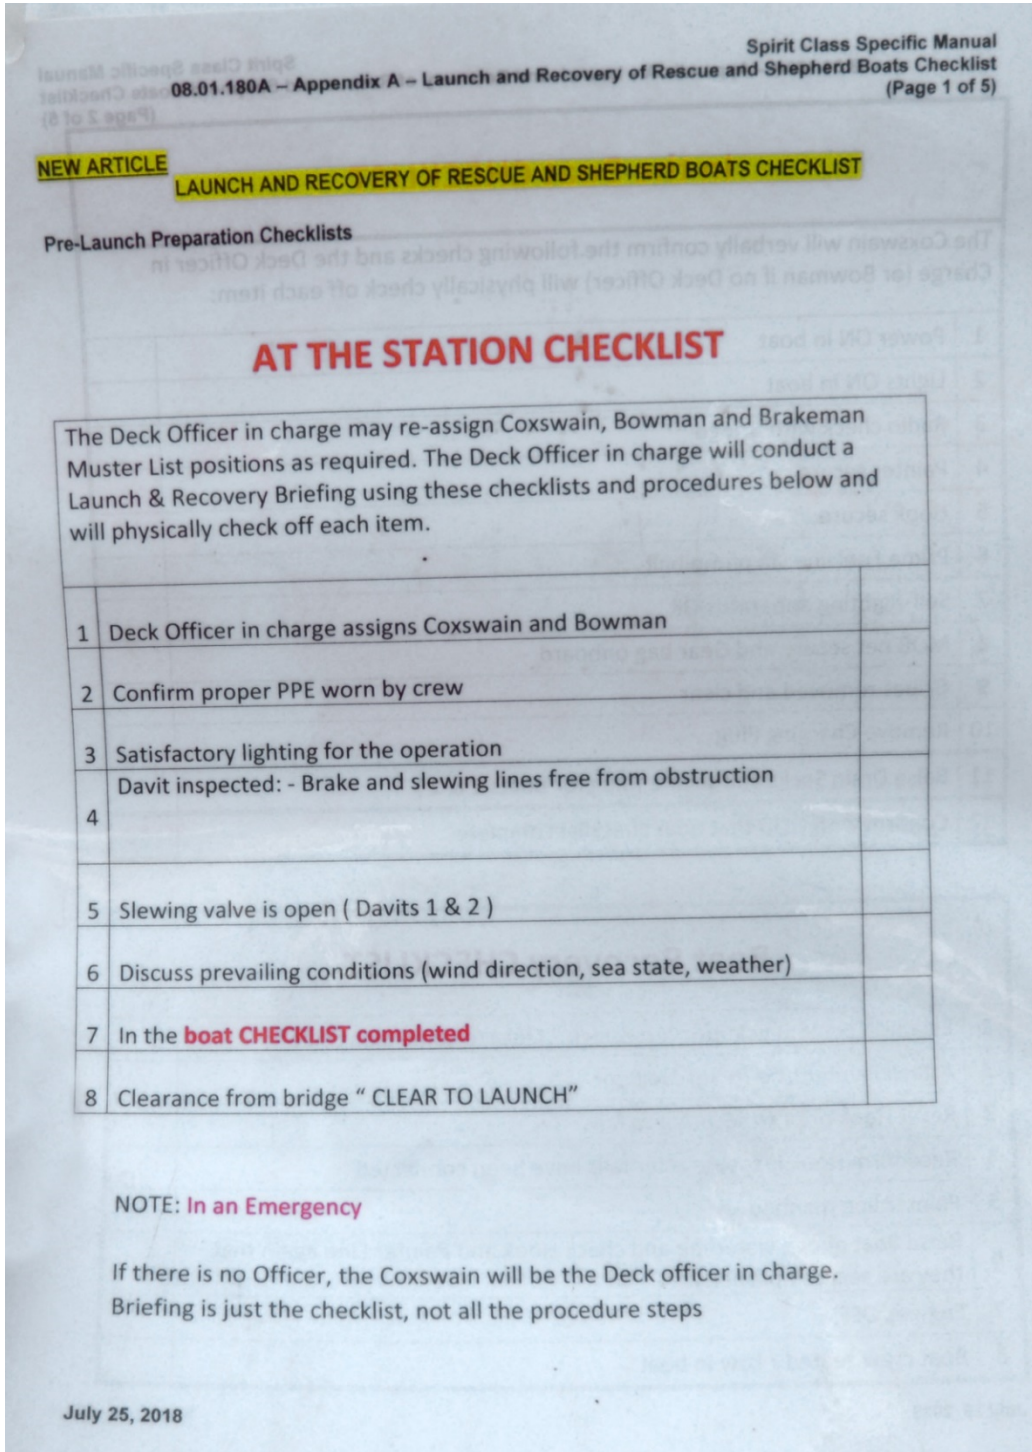 Spirit Class Specific Manual
08.01.180A – Appendix A – Launch and Recovery of Rescue and Shepherd Boats Checklist
(Page 1 of 5)
NEW ARTICLE
LAUNCH AND RECOVERY OF RESCUE AND SHEPHERD BOATS CHECKLIST
Pre-Launch Preparation Checklists
AT THE STATION CHECKLIST
The Deck Officer in charge may re-assign Coxswain, Bowman and Brakeman
Muster List positions as required. The Deck Officer in charge will conduct a
Launch & Recovery Briefing using these checklists and procedures below and
will physically check off each item.
1 Deck Officer in charge assigns Coxswain and Bowman
2 Confirm proper PPE worn by crew
3 Satisfactory lighting for the operation
Davit inspected: - Brake and slewing lines free from obstruction
4
5 Slewing valve is open ( Davits 1 & 2 )
6 Discuss prevailing conditions (wind direction, sea state, weather)
7 In the boat CHECKLIST completed
8 Clearance from bridge “ CLEAR TO LAUNCH”
NOTE: In an Emergency
If there is no Officer, the Coxswain will be the Deck officer in charge.
Briefing is just the checklist, not all the procedure steps
July 25, 2018